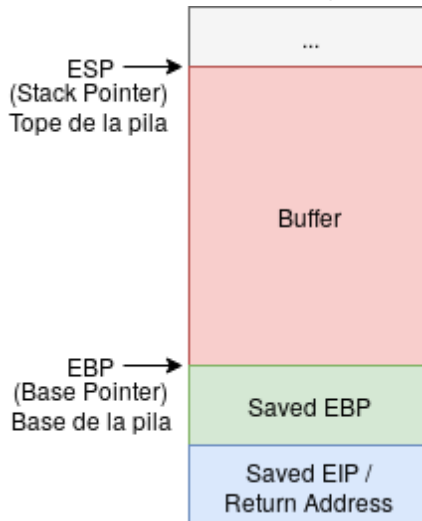 ...
ESP
(Stack Pointer)
Tope de la pila
Buffer
EBP
(Base Pointer)
Base de la pila
Saved EBP
Saved EIP /
Return Address